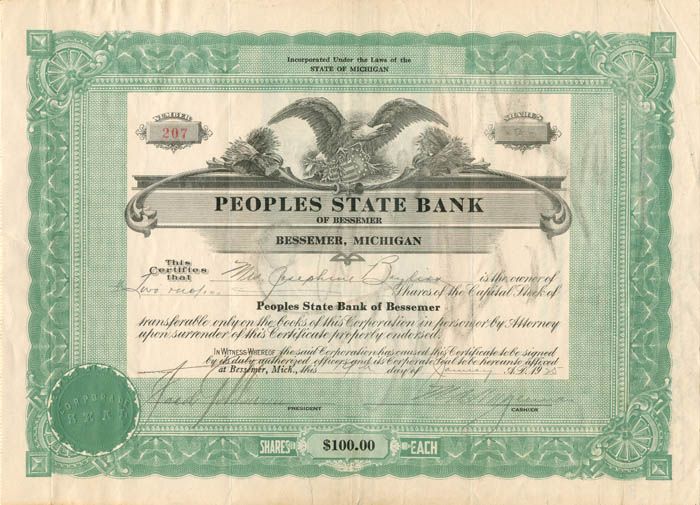 Incorporated Under the Laws of the
STATE OF MICHIGAN
NUMBER
207
SHARES
PEOPLES STATE BANK
OF BESSEMER
BESSEMER, MICHIGAN
This Certifies that Mrs. Josephine is the owner of
Two Shares of the Capital Stock of
Peoples State Bank of Bessemer
transferable only on the books of this Corporation in person or by Attorney
upon surrender of this Certificate properly endorsed.
IN WITNESS WHEREOF the said Corporation has caused this Certificate to be signed
by its duly authorized officers and its Corporate Seal to be hereunto affixed
at Bessemer, Mich., this day of January A.D. 19
PRESIDENT
CASHIER
CORPORATE
SEAL
SHARES $100.00 EACH